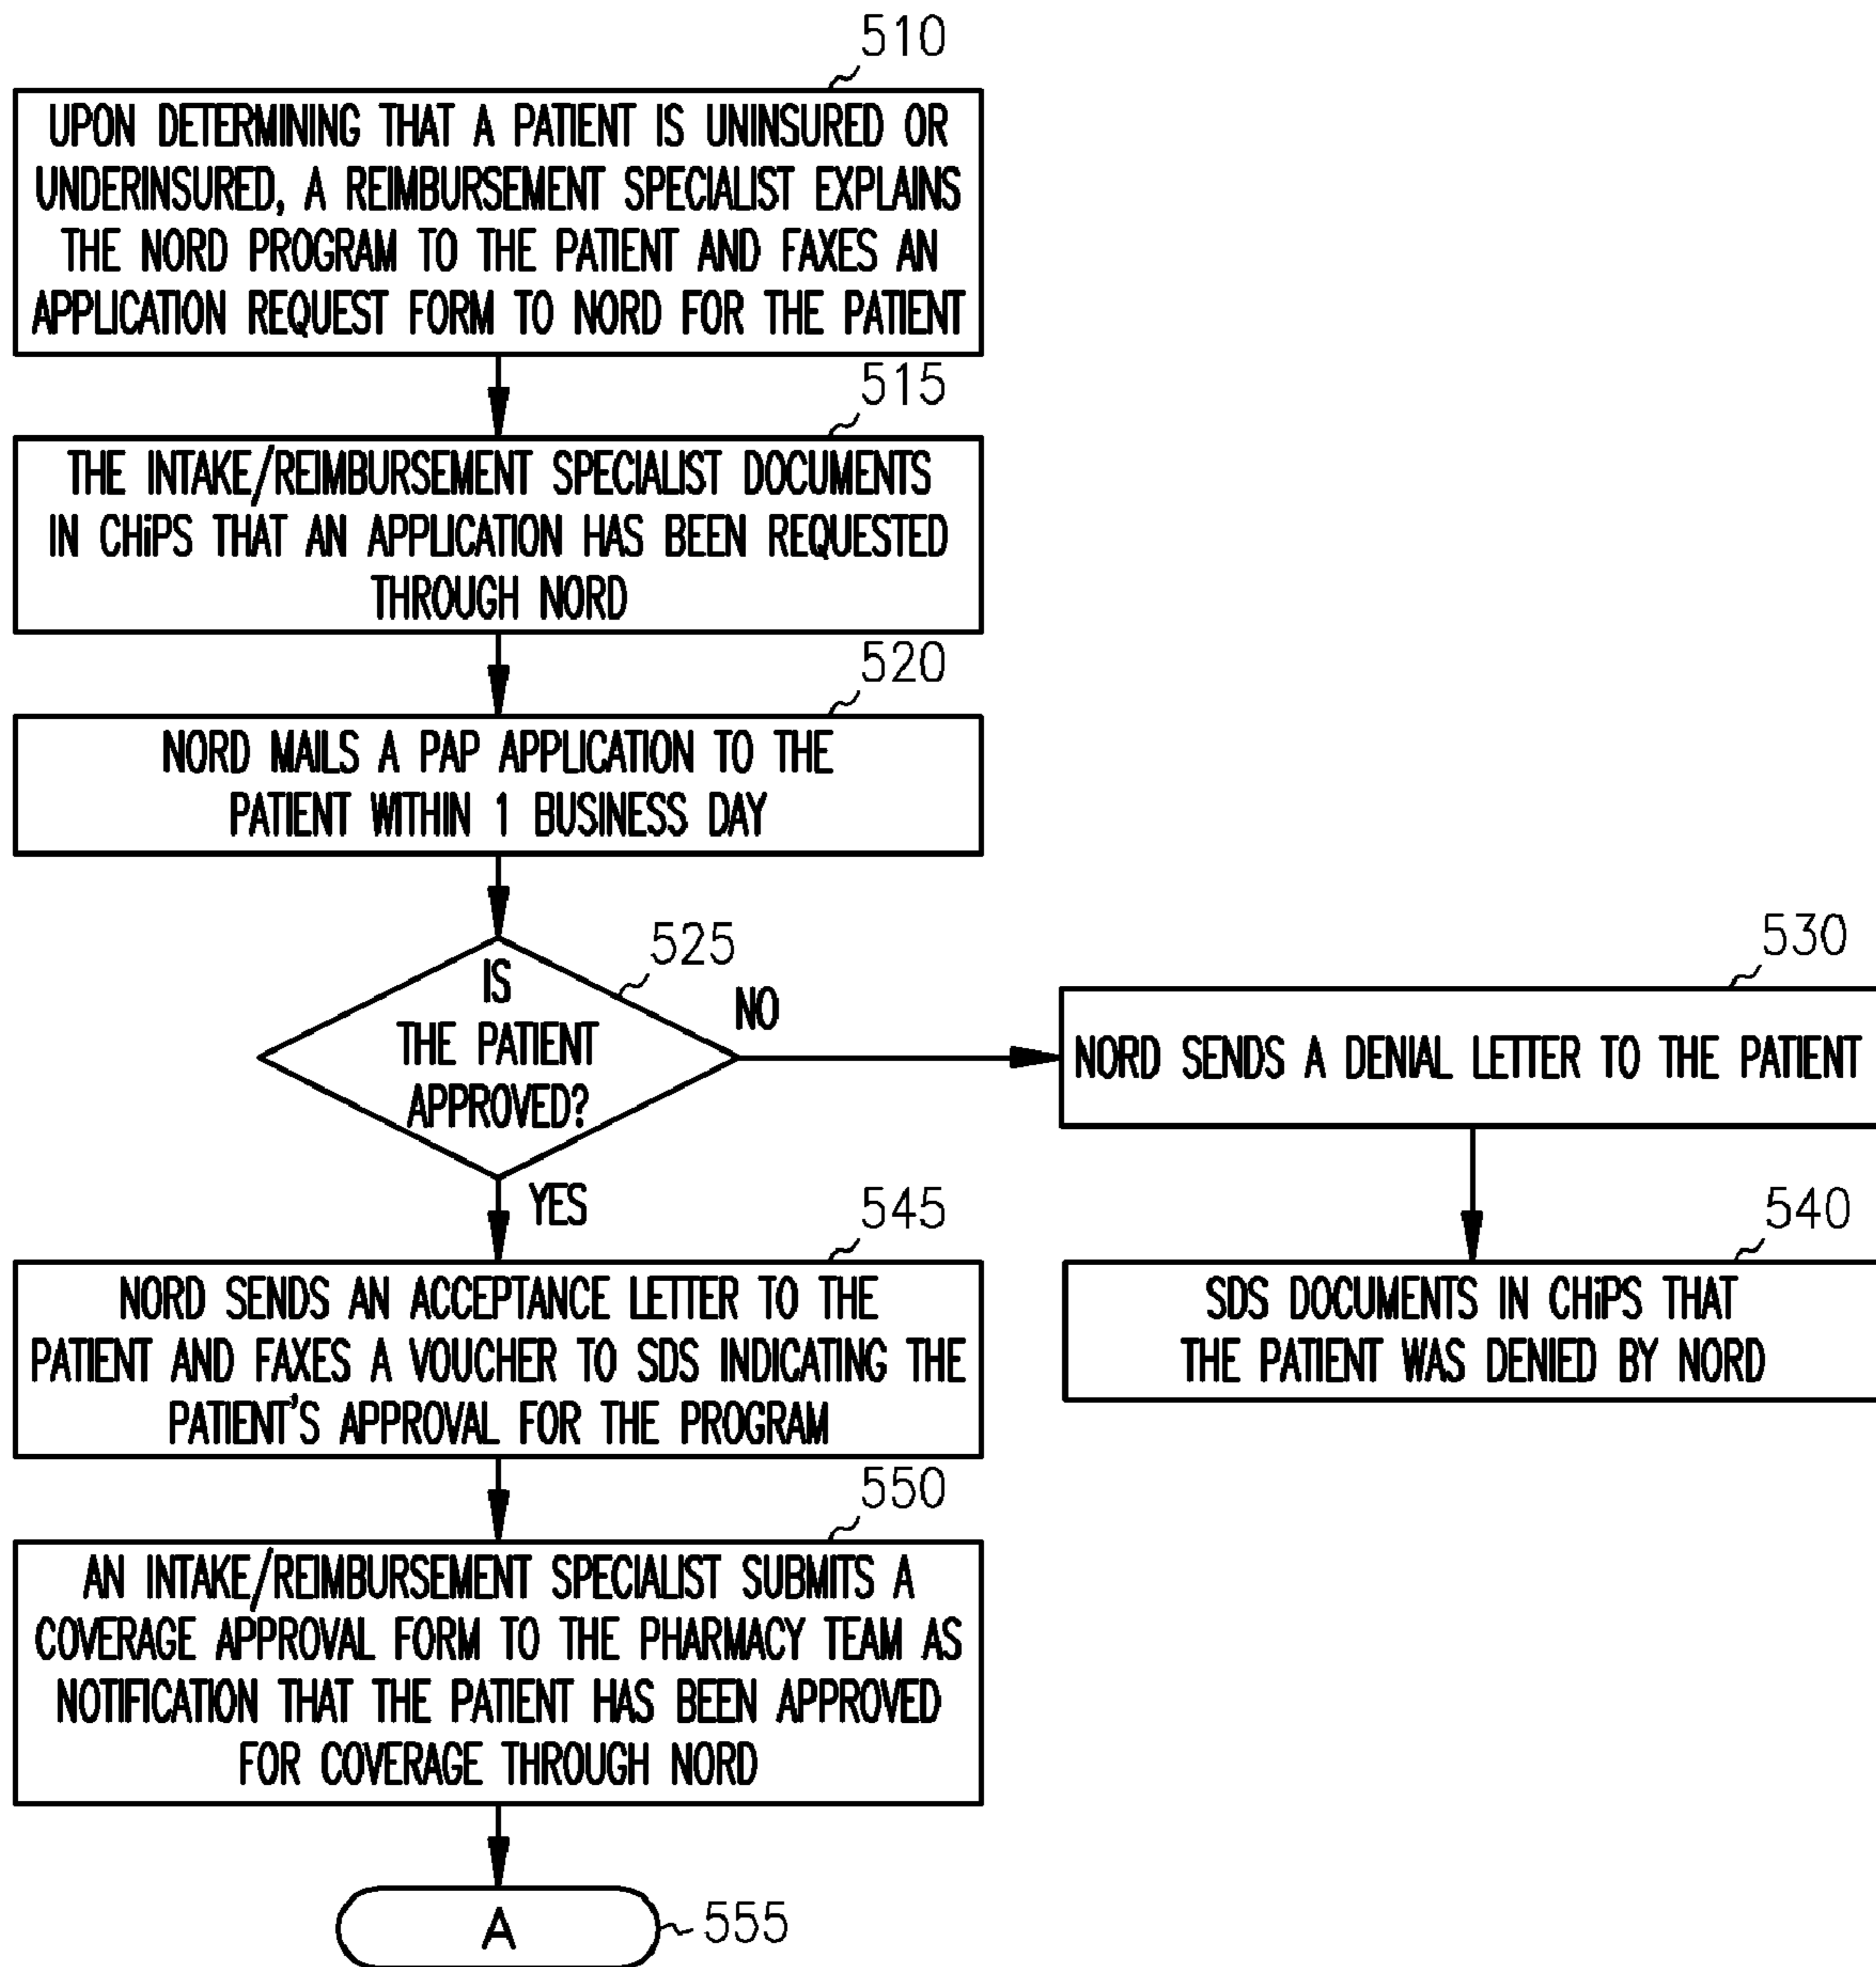 510
UPON DETERMINING THAT A PATIENT IS UNINSURED OR
UNDERINSURED, A REIMBURSEMENT SPECIALIST EXPLAINS
THE NORD PROGRAM TO THE PATIENT AND FAXES AN
APPLICATION REQUEST FORM TO NORD FOR THE PATIENT
515
THE INTAKE/REIMBURSEMENT SPECIALIST DOCUMENTS
IN CHiPS THAT AN APPLICATION HAS BEEN REQUESTED
THROUGH NORD
520
NORD MAILS A PAP APPLICATION TO THE
PATIENT WITHIN 1 BUSINESS DAY
525
IS
THE PATIENT
APPROVED?
NO
530
NORD SENDS A DENIAL LETTER TO THE PATIENT
540
SDS DOCUMENTS IN CHiPS THAT
THE PATIENT WAS DENIED BY NORD
YES
545
NORD SENDS AN ACCEPTANCE LETTER TO THE
PATIENT AND FAXES A VOUCHER TO SDS INDICATING THE
PATIENT'S APPROVAL FOR THE PROGRAM
550
AN INTAKE/REIMBURSEMENT SPECIALIST SUBMITS A
COVERAGE APPROVAL FORM TO THE PHARMACY TEAM AS
NOTIFICATION THAT THE PATIENT HAS BEEN APPROVED
FOR COVERAGE THROUGH NORD
A
555